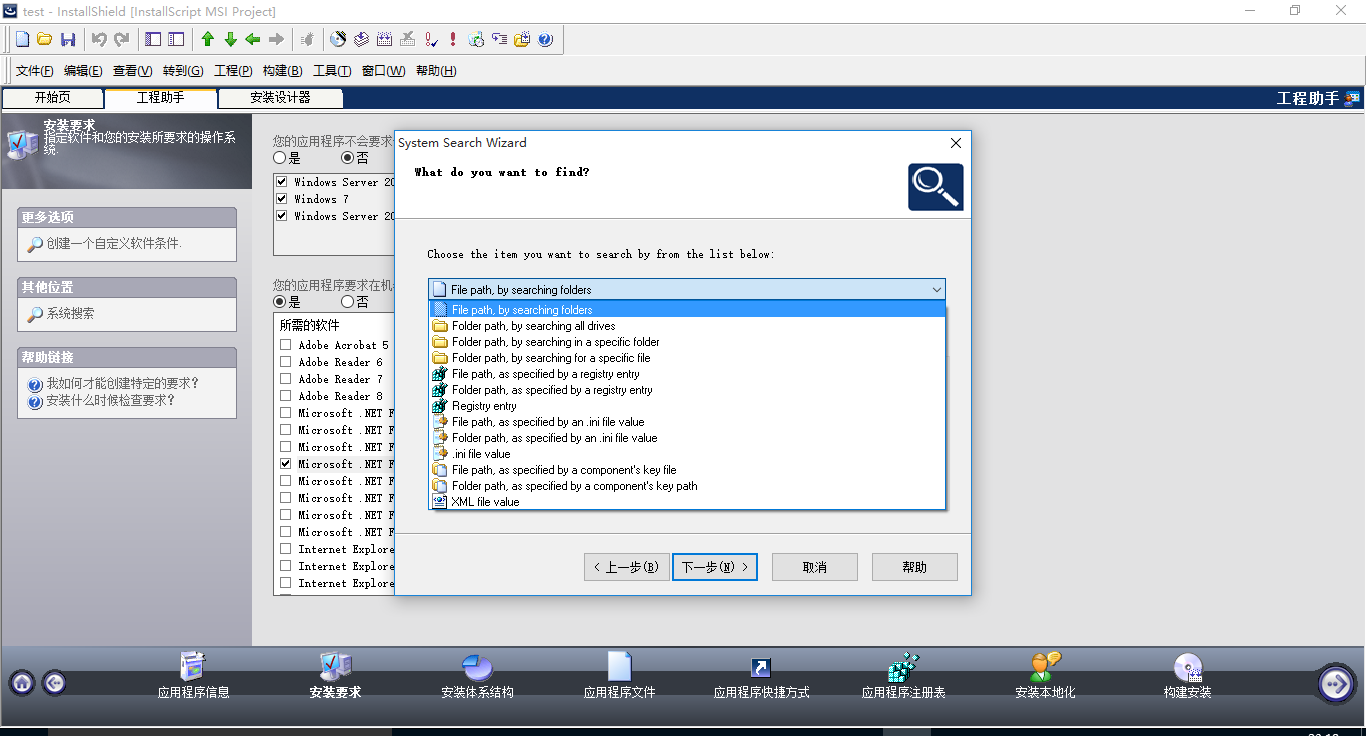 test - InstallShield [InstallScript MSI Project]
文件(F) 编辑(E) 查看(V) 转到(G) 工程(P) 构建(B) 工具(T) 窗口(W) 帮助(H)
开始页 工程助手 安装设计器 工程助手
安装要求
指定软件和您的安装所要求的操作系
统.
更多选项
创建一个自定义软件条件.
其他位置
系统搜索
帮助链接
我如何才能创建特定的要求?
安装什么时候检查要求?
您的应用程序不会要求
是 否
Windows Server 20
Windows 7
Windows Server 20
您的应用程序要求在机
是 否
所需的软件
Adobe Acrobat 5
Adobe Reader 6
Adobe Reader 7
Adobe Reader 8
Microsoft .NET F
Microsoft .NET F
Microsoft .NET F
Microsoft .NET F
Microsoft .NET F
Microsoft .NET F
Microsoft .NET F
Microsoft .NET F
Internet Explore
Internet Explore
Internet Explore
System Search Wizard
What do you want to find?
Choose the item you want to search by from the list below:
File path, by searching folders
File path, by searching folders
Folder path, by searching all drives
Folder path, by searching in a specific folder
Folder path, by searching for a specific file
File path, as specified by a registry entry
Folder path, as specified by a registry entry
Registry entry
File path, as specified by an .ini file value
Folder path, as specified by an .ini file value
.ini file value
File path, as specified by a component's key file
Folder path, as specified by a component's key path
XML file value
< 上一步(B) 下一步(N) > 取消 帮助
应用程序信息 安装要求 安装体系结构 应用程序文件 应用程序快捷方式 应用程序注册表 安装本地化 构建安装